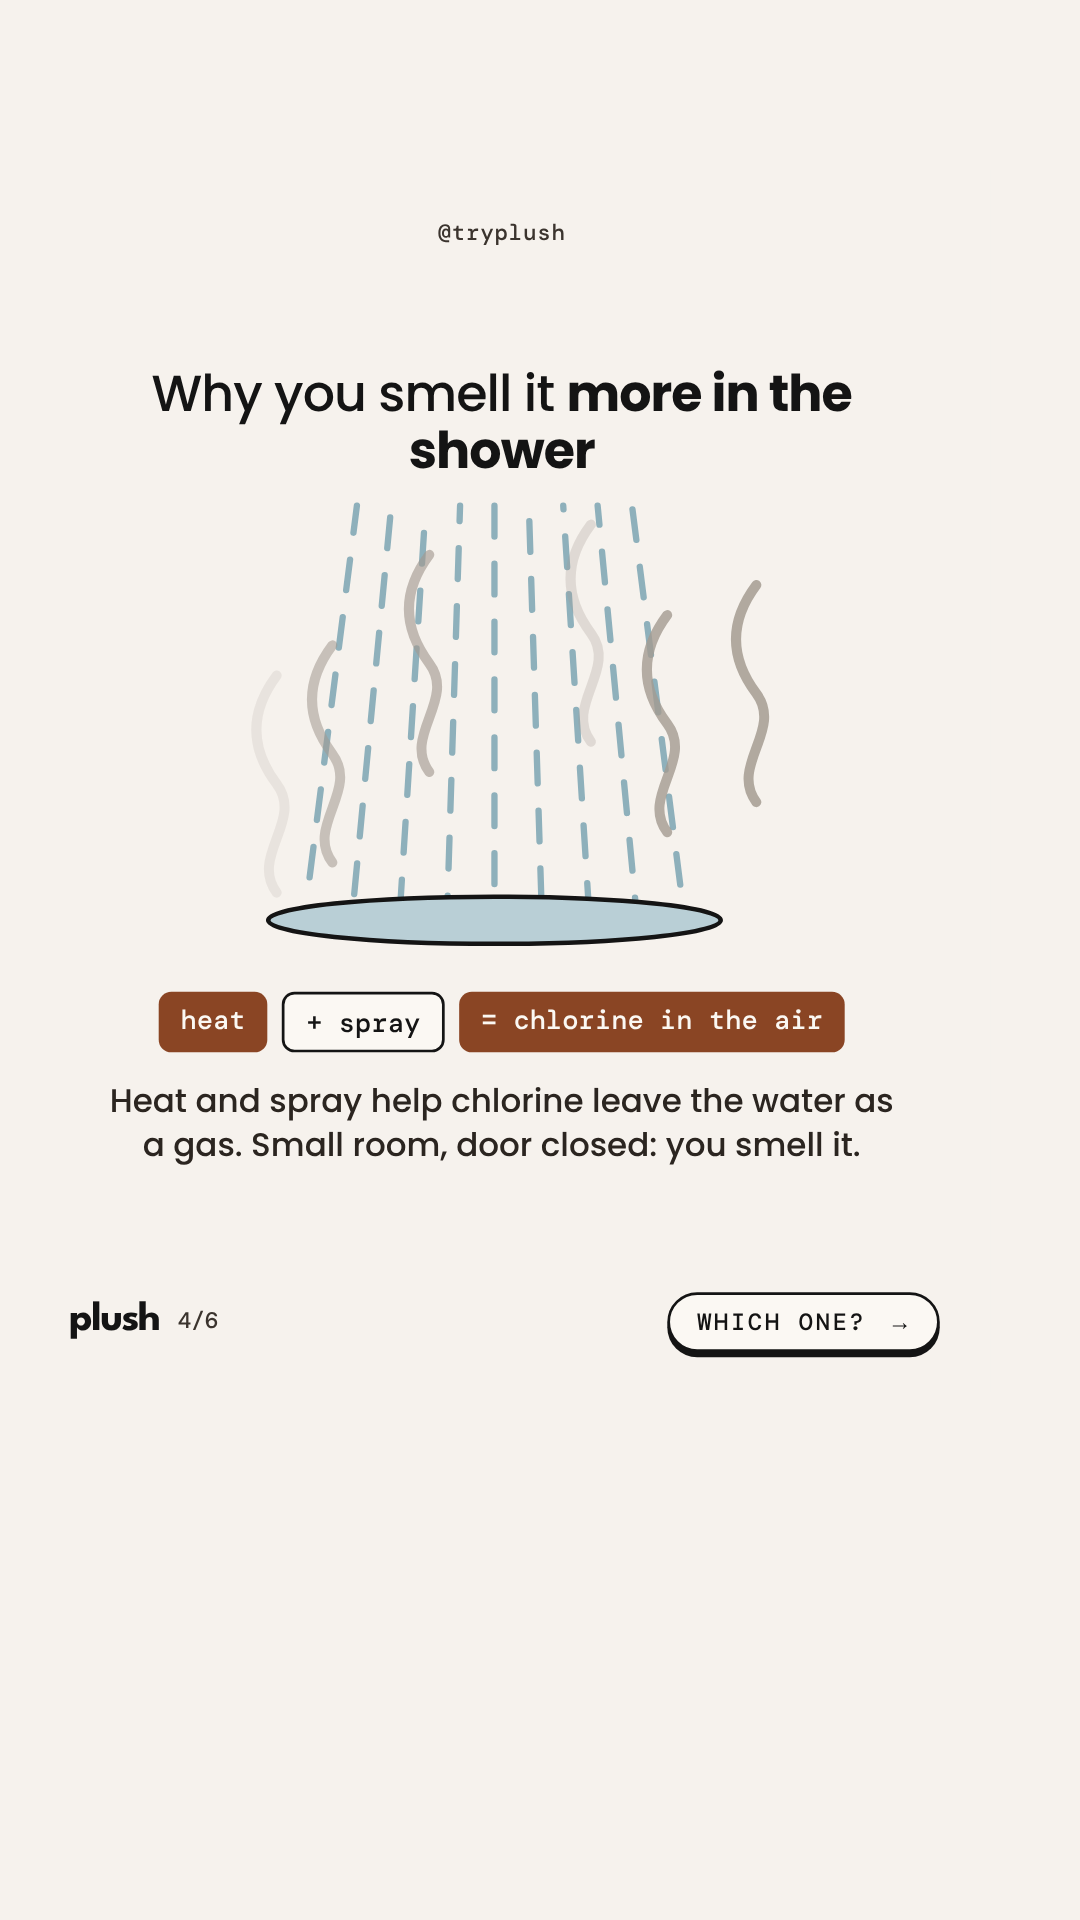 @tryplush
Why you smell it more in the
shower
heat
+ spray
= chlorine in the air
Heat and spray help chlorine leave the water as
a gas. Small room, door closed: you smell it.
plush 4/6
WHICH ONE? →